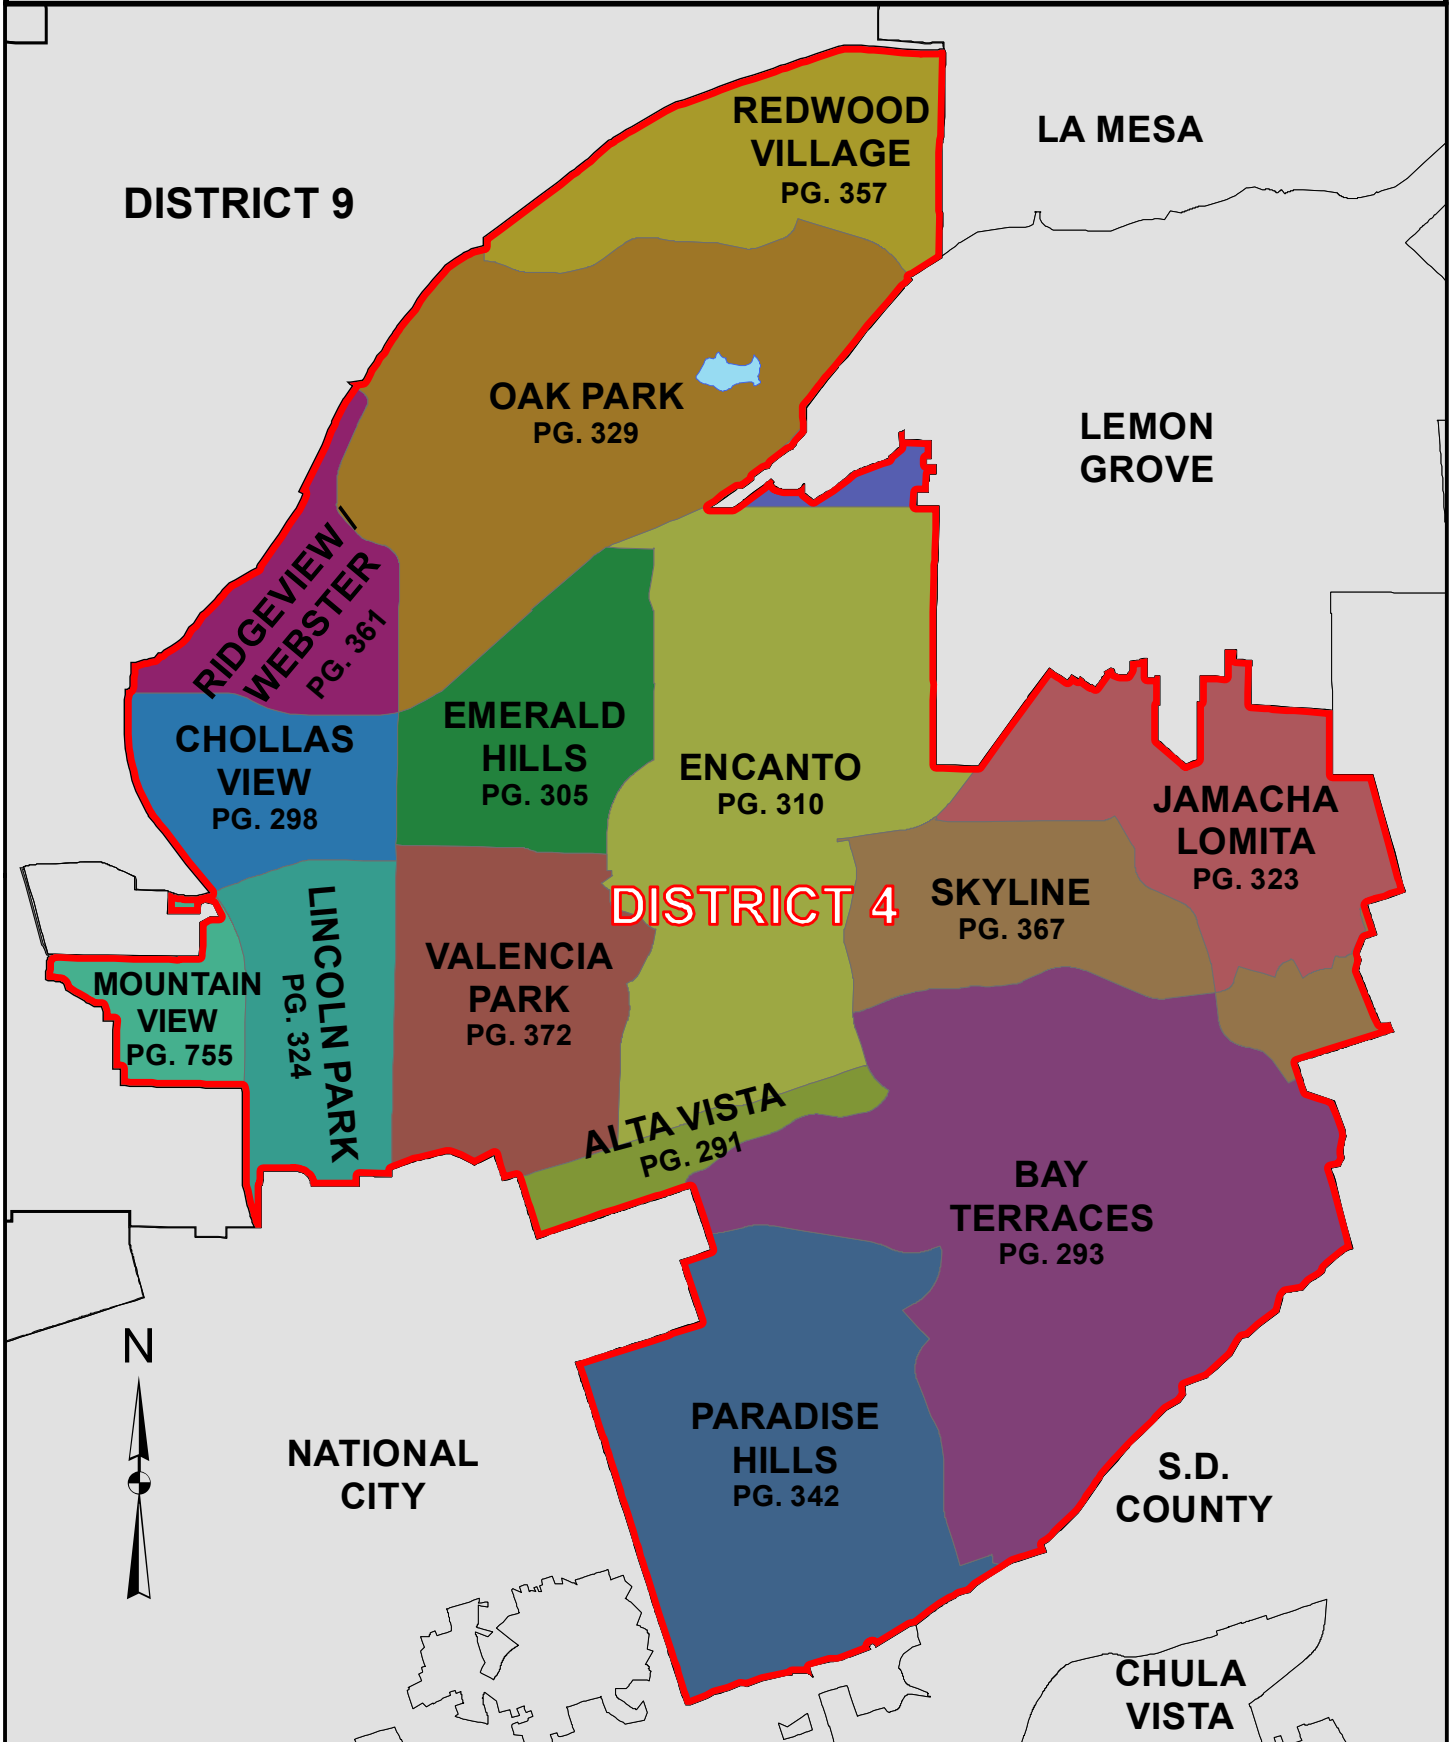 REDWOOD
VILLAGE
PG. 357
LA MESA
DISTRICT 9
OAK PARK
PG. 329
LEMON
GROVE
RIDGEVIEW
WEBSTER
PG. 361
EMERALD
HILLS
PG. 305
CHOLLAS
VIEW
PG. 298
ENCANTO
PG. 310
JAMACHA
LOMITA
PG. 323
DISTRICT 4
SKYLINE
PG. 367
LINCOLN PARK
PG. 324
VALENCIA
PARK
PG. 372
MOUNTAIN
VIEW
PG. 755
ALTA VISTA
PG. 291
BAY
TERRACES
PG. 293
N
PARADISE
HILLS
PG. 342
NATIONAL
CITY
S.D.
COUNTY
CHULA
VISTA